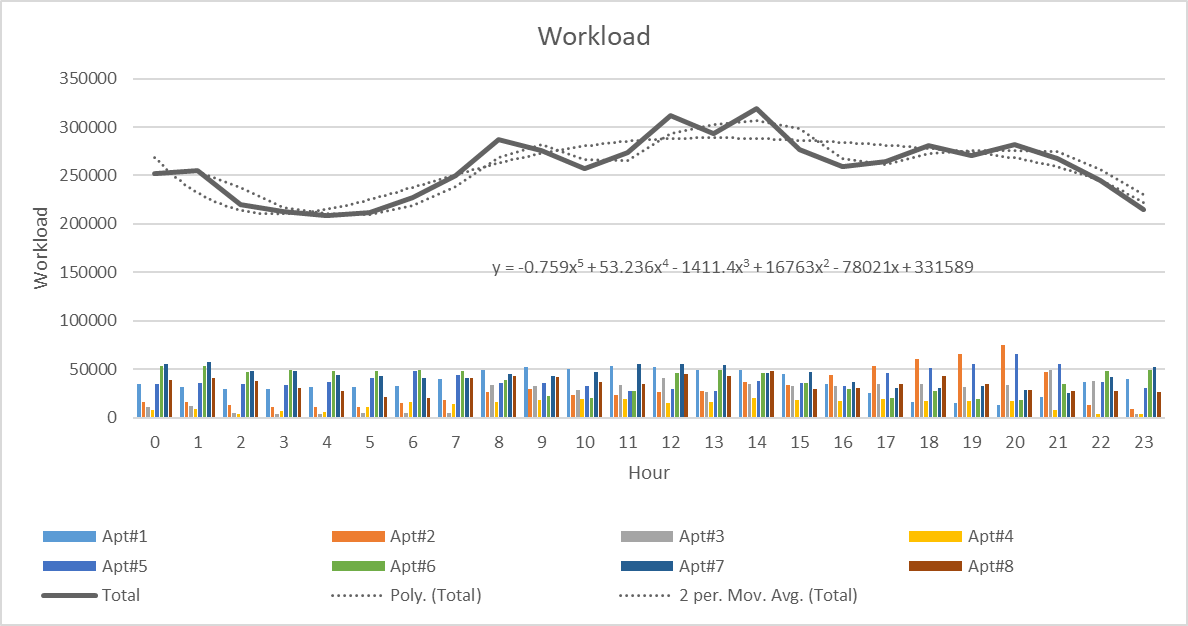 Workload
350000
300000
250000
200000
150000
100000
50000
0
Workload
y = -0.759x⁵ + 53.236x⁴ - 1411.4x³ + 16763x² - 78021x + 331589
0 1 2 3 4 5 6 7 8 9 10 11 12 13 14 15 16 17 18 19 20 21 22 23
Hour
Apt#1 Apt#2 Apt#3 Apt#4
Apt#5 Apt#6 Apt#7 Apt#8
Total Poly. (Total) 2 per. Mov. Avg. (Total)